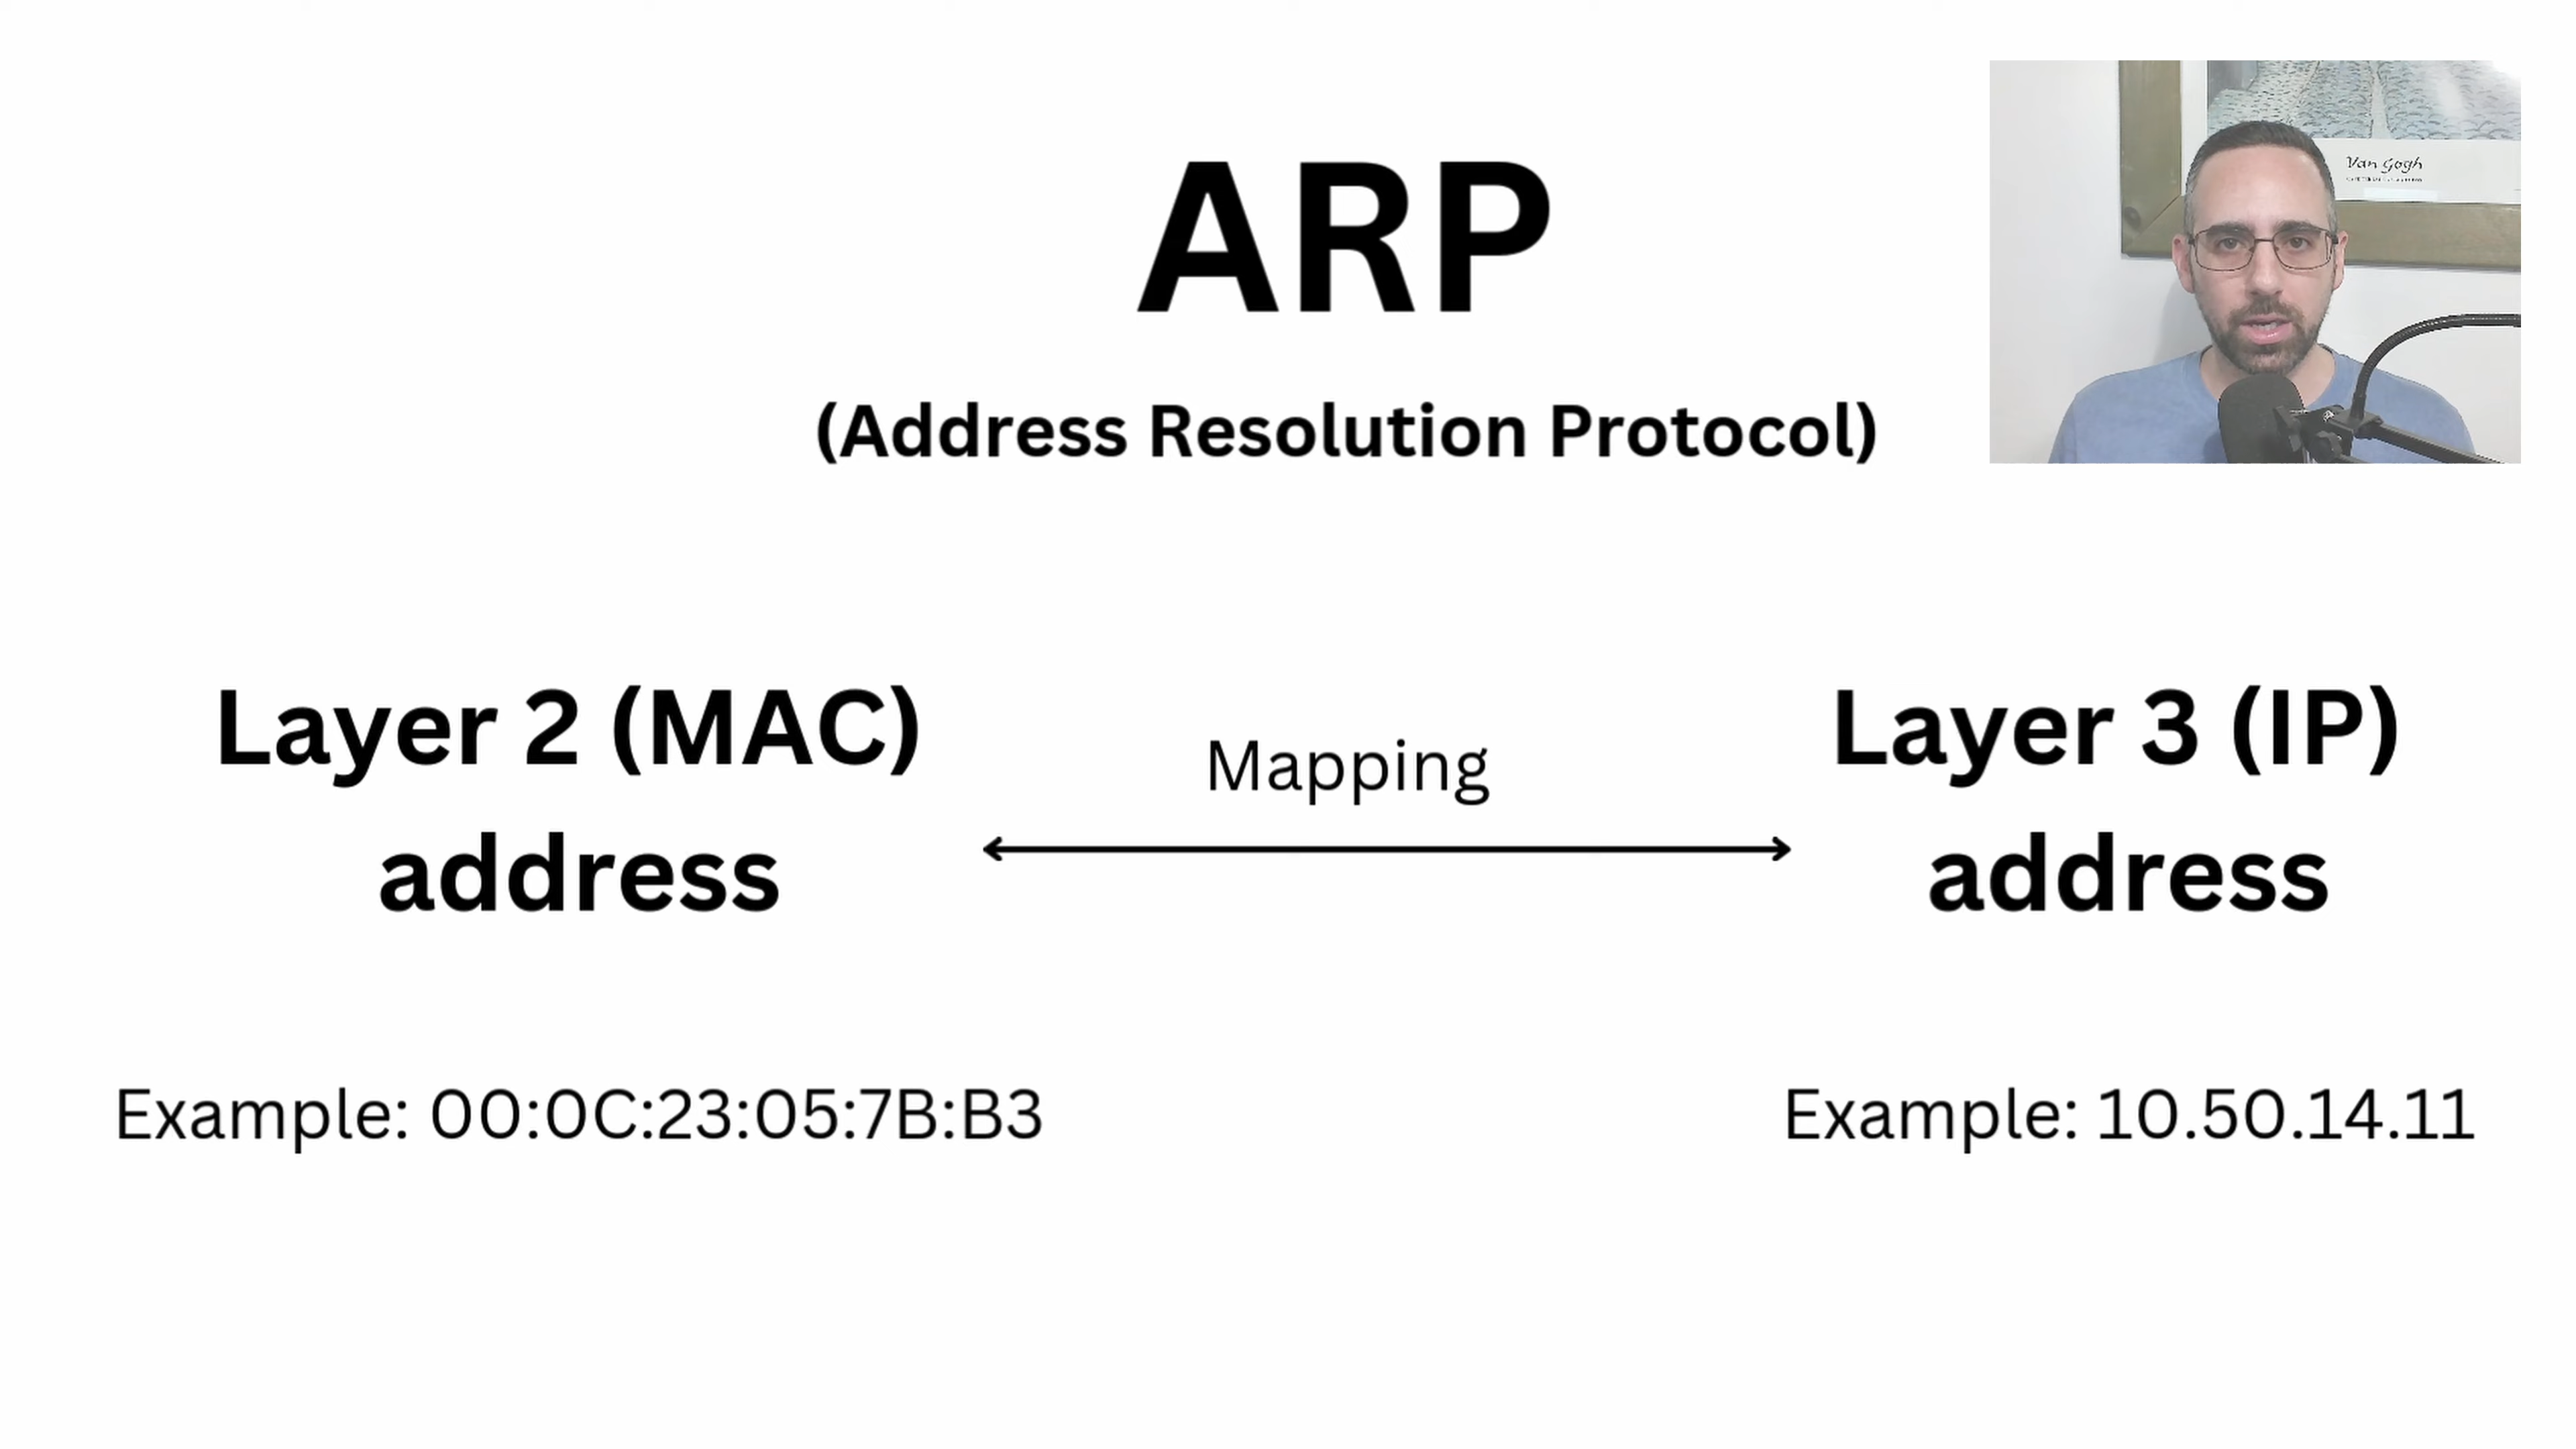 ARP
(Address Resolution Protocol)
Van Gogh
Layer 2 (MAC)
address
Mapping
Layer 3 (IP)
address
Example: 00:0C:23:05:7B:B3
Example: 10.50.14.11